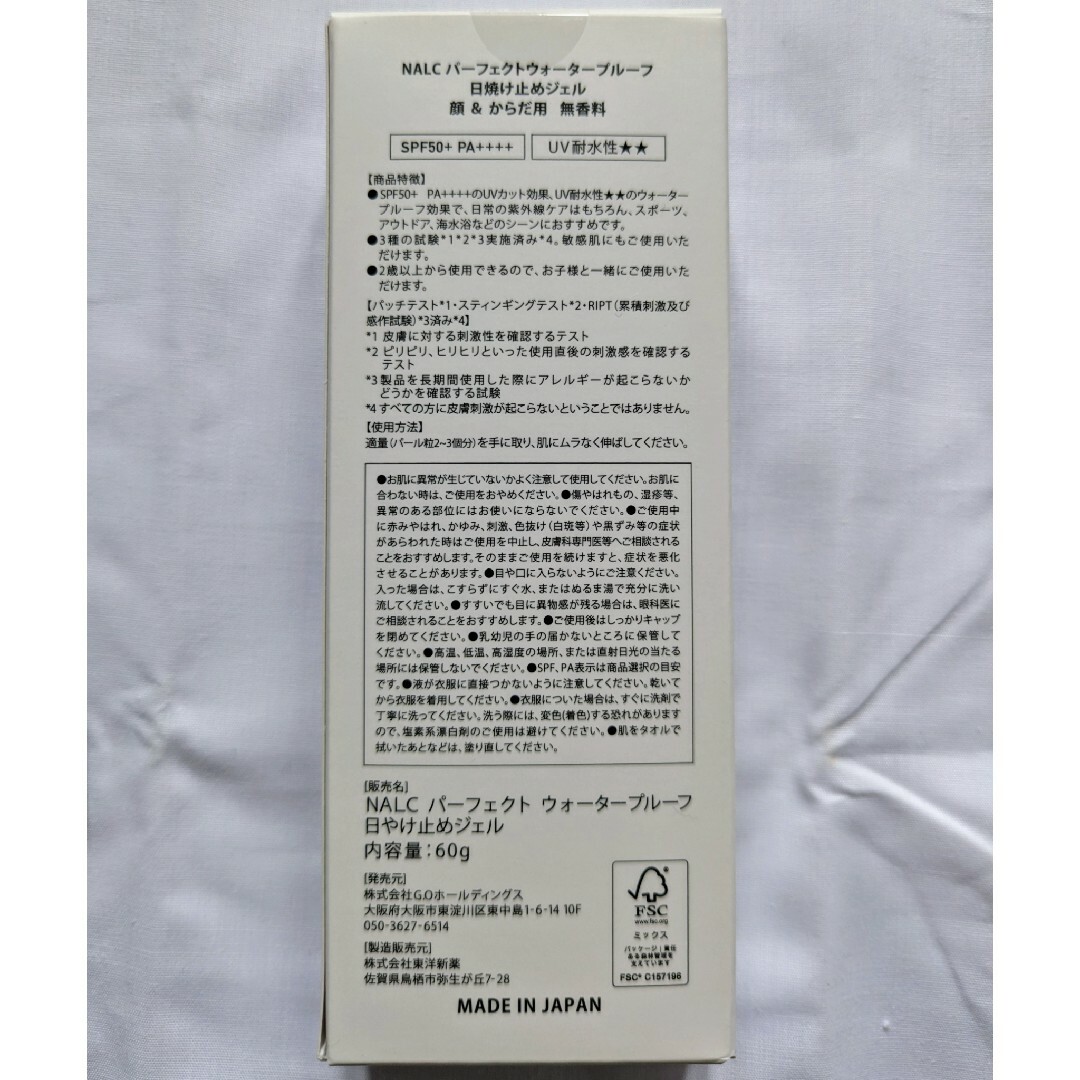 NALC パーフェクトウォータープルーフ
日焼け止めジェル
顔 & からだ用 無香料
SPF50+ PA++++
UV耐水性★★
【商品特徴】
●SPF50+ PA++++のUVカット効果、UV耐水性★★のウォーター
プルーフ効果で、日常の紫外線ケアはもちろん、スポーツ、
アウトドア、海水浴などのシーンにおすすめです。
●3種の試験*1*2*3実施済み*4。敏感肌にもご使用いた
だけます。
●2歳以上から使用できるので、お子様と一緒にご使用いた
だけます。
【パッチテスト*1・スティンギングテスト*2・RIPT（累積刺激及び
感作試験）*3済み*4】
*1 皮膚に対する刺激性を確認するテスト
*2 ピリピリ、ヒリヒリといった使用直後の刺激感を確認する
テスト
*3 製品を長期間使用した際にアレルギーが起こらないか
どうかを確認する試験
*4 すべての方に皮膚刺激が起こらないということではありません。
【使用方法】
適量（パール粒2~3個分）を手に取り、肌にムラなく伸ばしてください。
●お肌に異常が生じていないかよく注意して使用してください。お肌に
合わない時は、ご使用をおやめください。●傷やはれもの、湿疹等、
異常のある部位にはお使いにならないでください。●ご使用中
に赤みやはれ、かゆみ、刺激、色抜け（白斑等）や黒ずみ等の症状
があらわれた時はご使用を中止し、皮膚科専門医等へご相談される
ことをおすすめします。そのままご使用を続けますと、症状を悪化
させることがあります。●目や口に入らないようにご注意ください。
入った場合は、こすらずにすぐ水、またはぬるま湯で充分に洗い
流してください。●すすいでも目に異物感が残る場合は、眼科医に
ご相談されることをおすすめします。●ご使用後はしっかりキャップ
を閉めてください。●乳幼児の手の届かないところに保管して
ください。●高温、低温、高湿度の場所、または直射日光の当たる
場所には保管しないでください。●SPF、PA表示は商品選択の目安
です。●液が衣服に直接つかないように注意してください。乾いて
から衣服を着用してください。●衣服についた場合は、すぐに洗剤で
丁寧に洗ってください。洗う際には、変色(着色)する恐れがあります
ので、塩素系漂白剤のご使用は避けてください。●肌をタオルで
拭いたあとなどは、塗り直してください。
[販売名]
NALC パーフェクト ウォータープルーフ
日やけ止めジェル
内容量：60g
[発売元]
株式会社G.Oホールディングス
大阪府大阪市東淀川区東中島1-6-14 10F
050-3627-6514
[製造販売元]
株式会社東洋新薬
佐賀県鳥栖市弥生が丘7-28
FSC
www.fsc.org
ミックス
パッケージ | 責任
ある森林管理を
支えています
FSC® C157196
MADE IN JAPAN